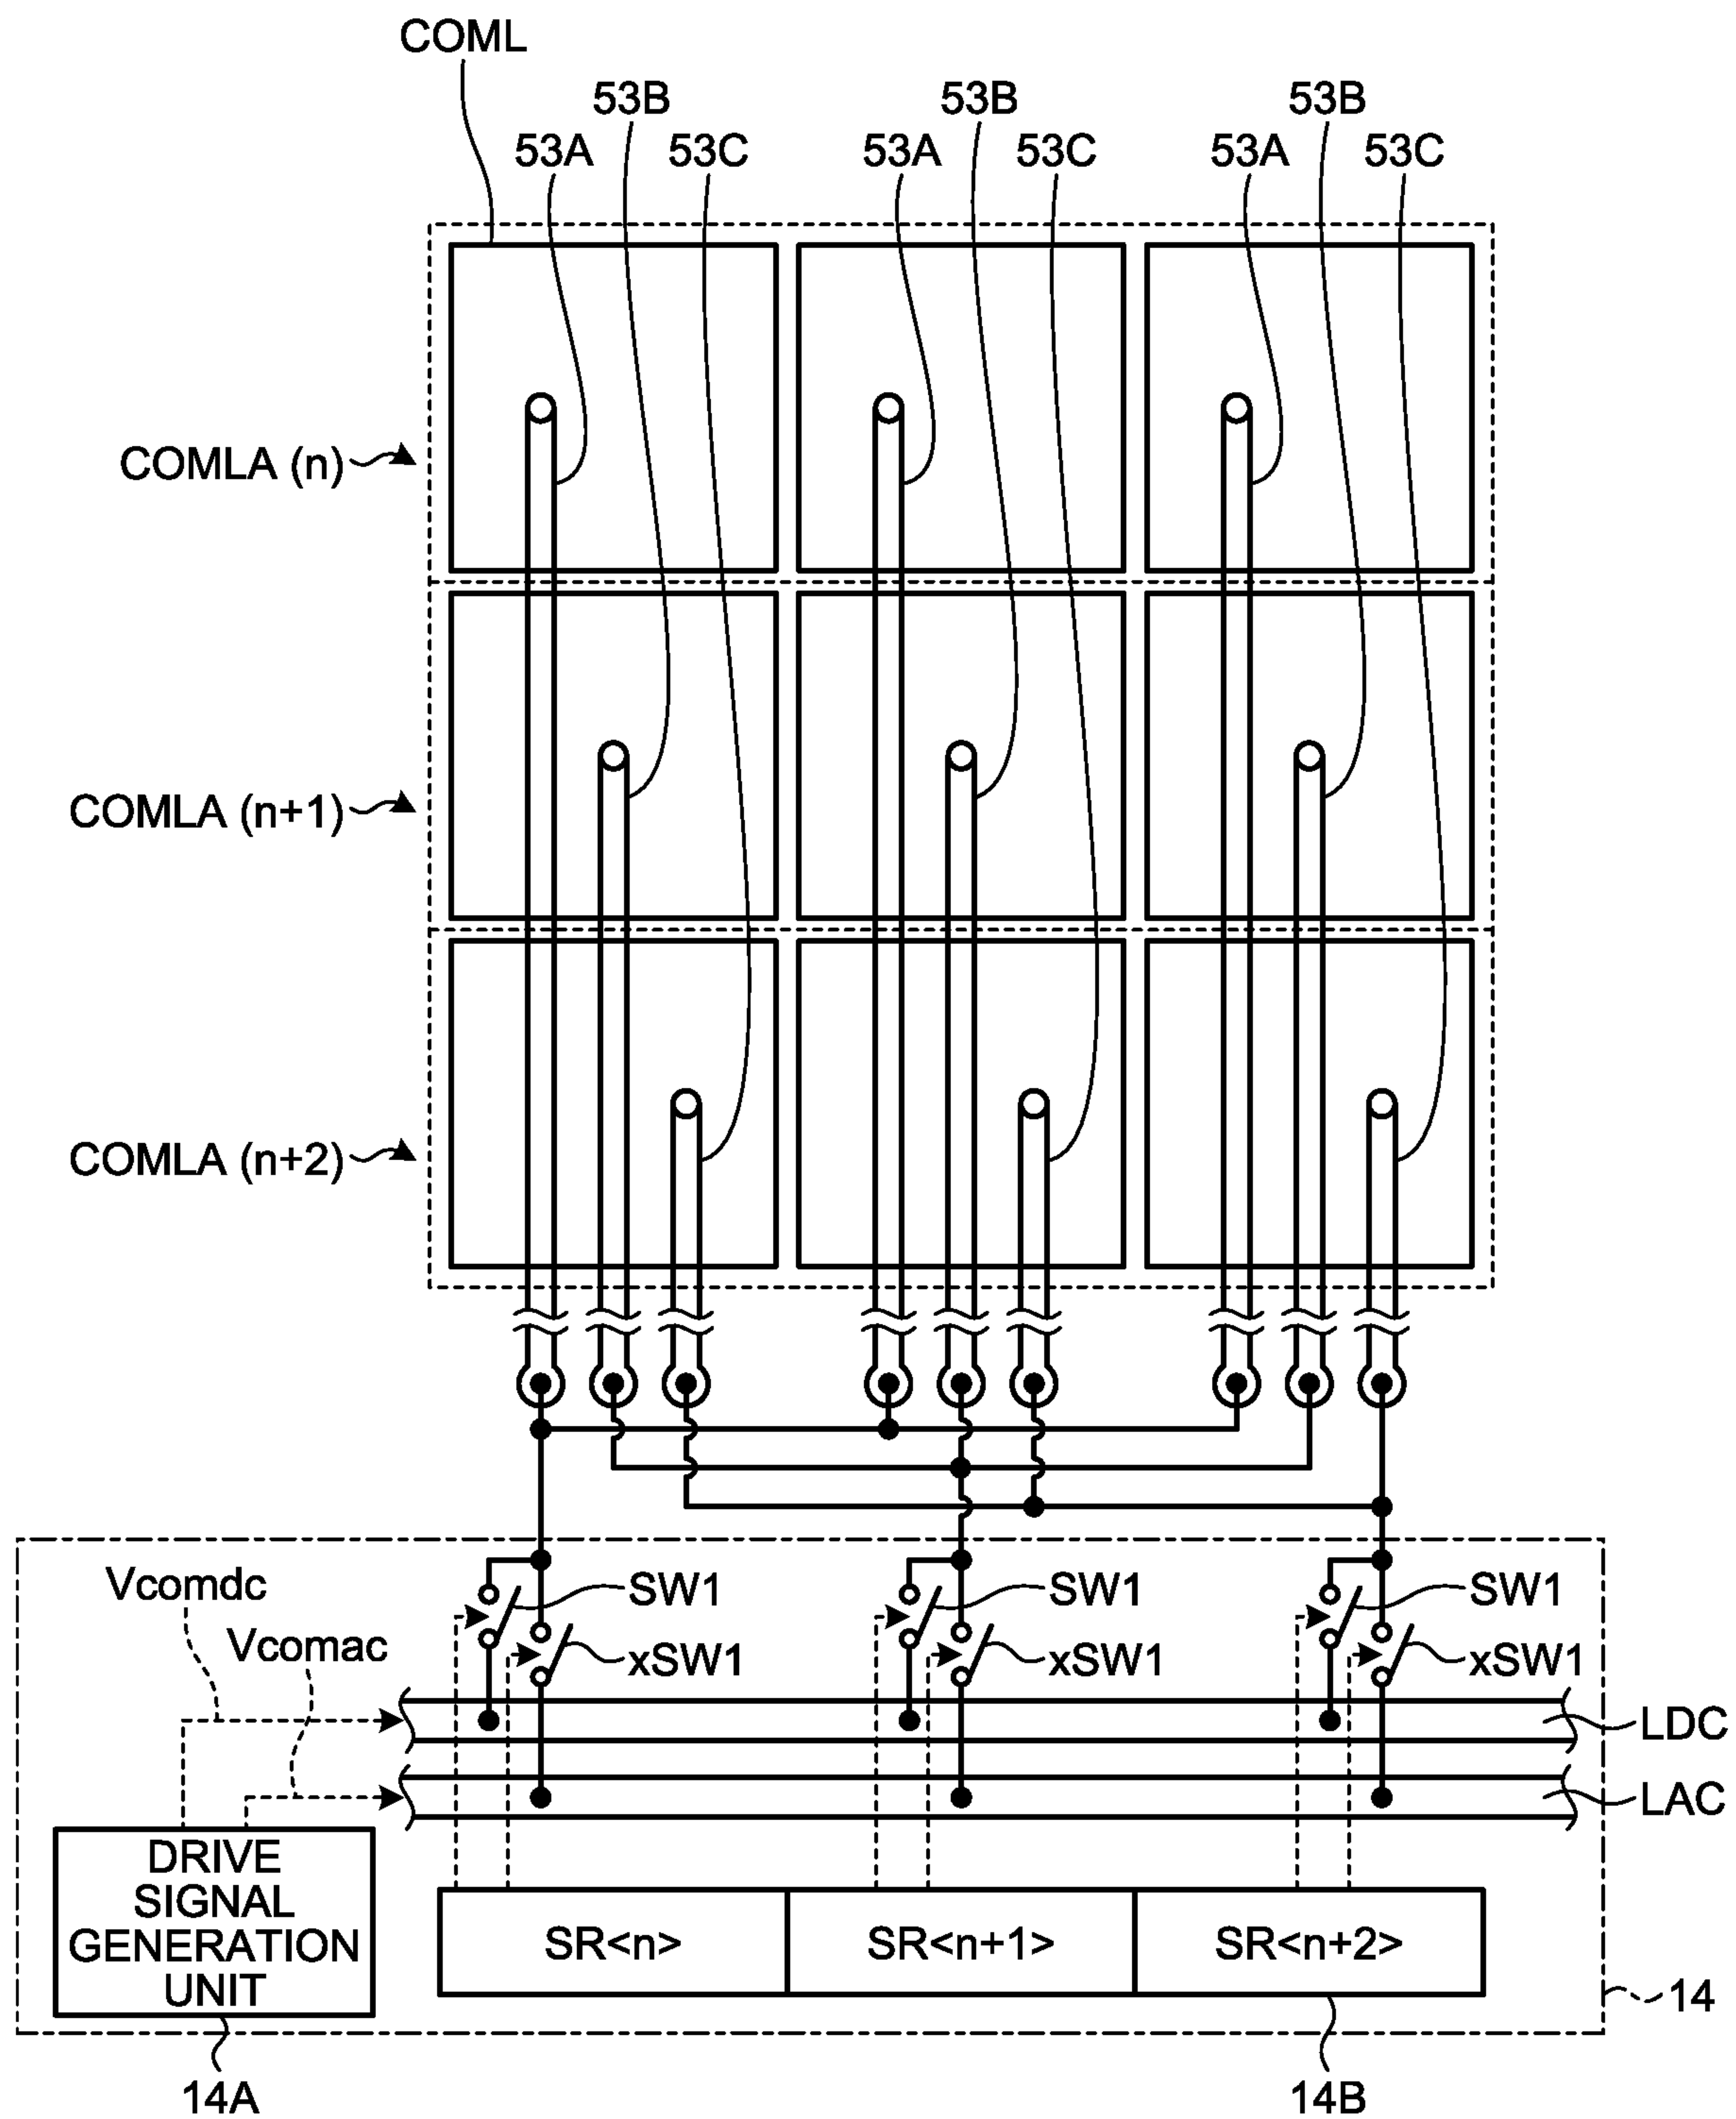 COML
53B 53B 53B
53A 53C 53A 53C 53A 53C
COMLA (n)
COMLA (n+1)
COMLA (n+2)
Vcomdc
SW1 SW1 SW1
Vcomac
xSW1 xSW1 xSW1
LDC
LAC
DRIVE
SIGNAL
GENERATION
UNIT
SR<n> SR<n+1> SR<n+2>
14
14A 14B